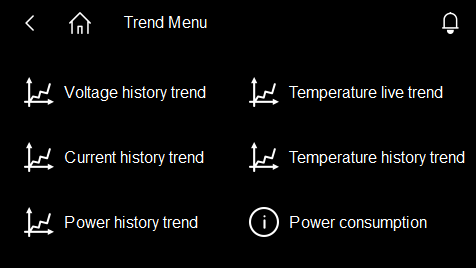 Trend Menu
Voltage history trend
Temperature live trend
Current history trend
Temperature history trend
Power history trend
Power consumption